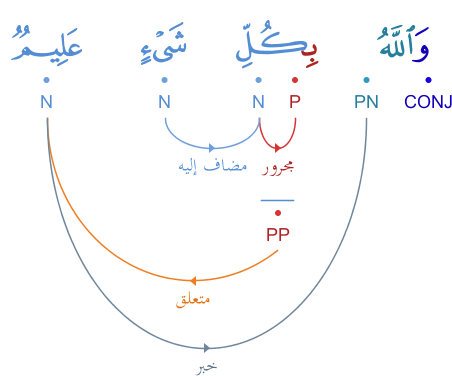 وَٱللَّهُ بِكُلِّ شَىْءٍ عَلِيمٌۢ
CONJ PN P N N N
مجرور مضاف إليه
PP
متعلق
خبر